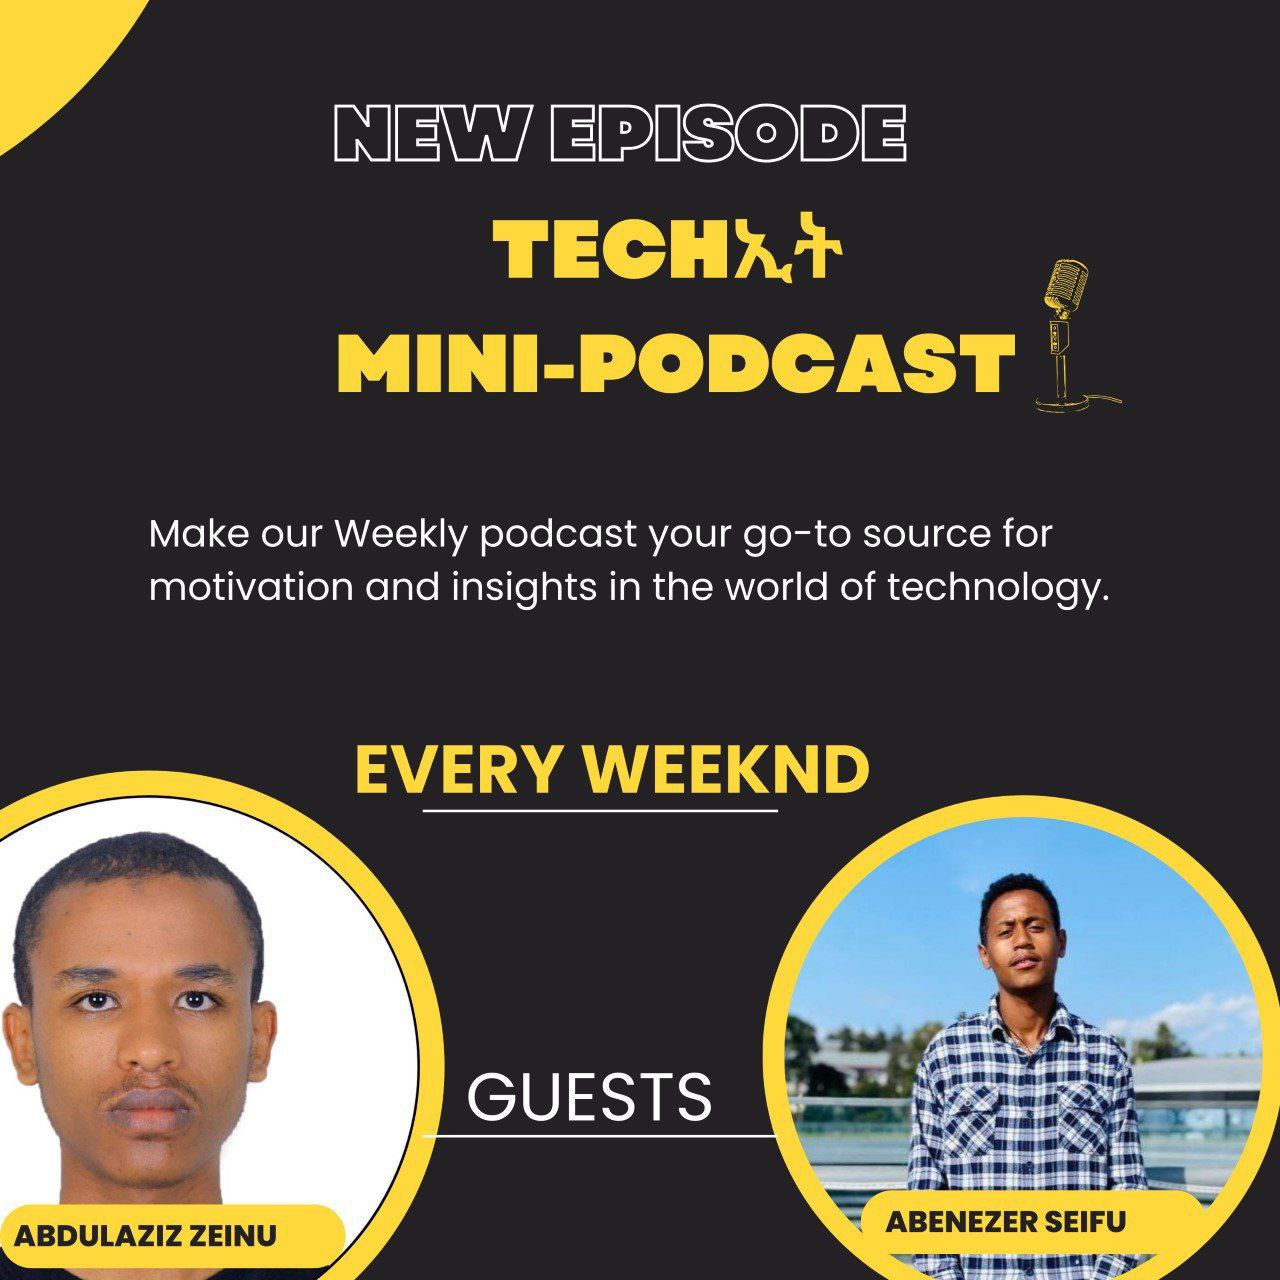 NEW EPISODE
TECHኢት
MINI-PODCAST
Make our Weekly podcast your go-to source for
motivation and insights in the world of technology.
EVERY WEEKND
GUESTS
ABDULAZIZ ZEINU
ABENEZER SEIFU